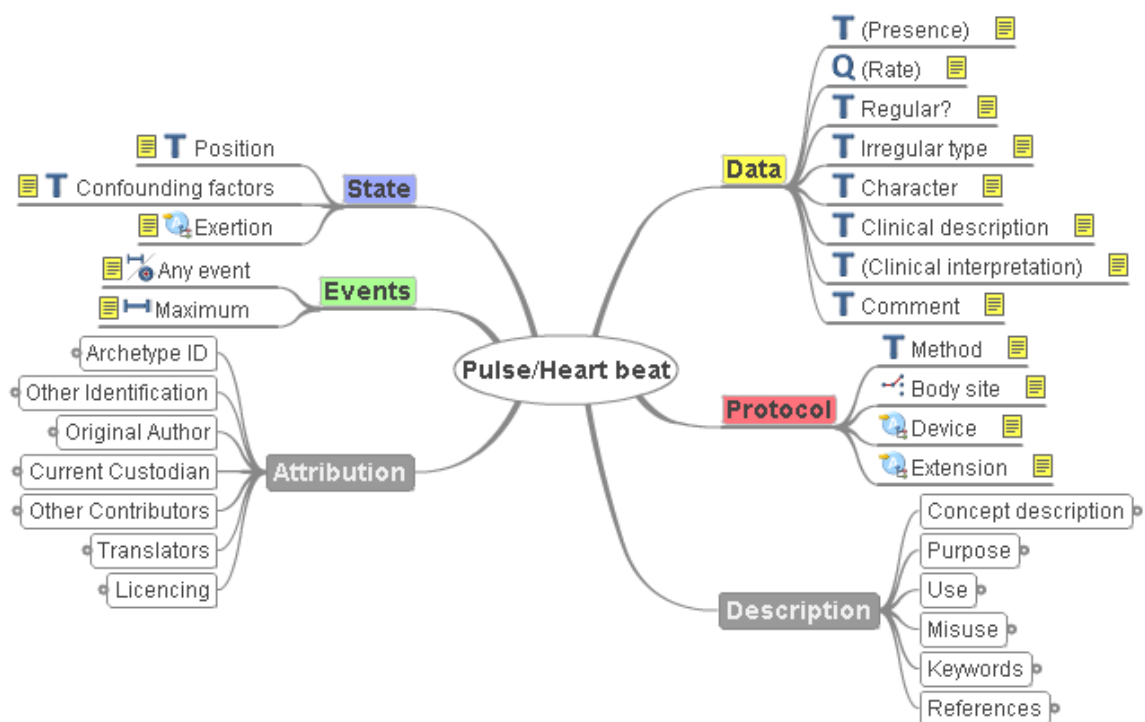 Pulse/Heart beat
Data
T (Presence)
Q (Rate)
T Regular?
T Irregular type
T Character
T Clinical description
T (Clinical interpretation)
T Comment
Protocol
T Method
Body site
Device
Extension
Description
Concept description
Purpose
Use
Misuse
Keywords
References
State
T Position
T Confounding factors
Exertion
Events
Any event
Maximum
Attribution
Archetype ID
Other Identification
Original Author
Current Custodian
Other Contributors
Translators
Licencing